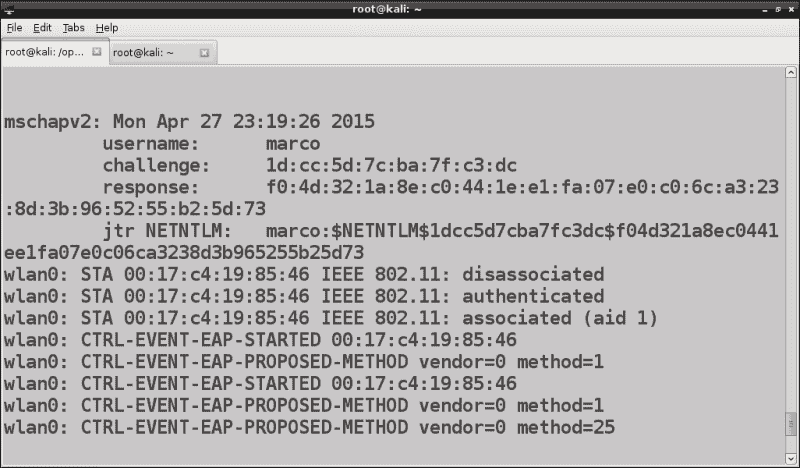 root@kali: ~
File Edit Tabs Help
root@kali: /op... root@kali: ~
mschapv2: Mon Apr 27 23:19:26 2015
username: marco
challenge: 1d:cc:5d:7c:ba:7f:c3:dc
response: f0:4d:32:1a:8e:c0:44:1e:e1:fa:07:e0:c0:6c:a3:23
:8d:3b:96:52:55:b2:5d:73
jtr NETNTLM: marco:$NETNTLM$1dcc5d7cba7fc3dc$f04d321a8ec0441
ee1fa07e0c06ca3238d3b965255b25d73
wlan0: STA 00:17:c4:19:85:46 IEEE 802.11: disassociated
wlan0: STA 00:17:c4:19:85:46 IEEE 802.11: authenticated
wlan0: STA 00:17:c4:19:85:46 IEEE 802.11: associated (aid 1)
wlan0: CTRL-EVENT-EAP-STARTED 00:17:c4:19:85:46
wlan0: CTRL-EVENT-EAP-PROPOSED-METHOD vendor=0 method=1
wlan0: CTRL-EVENT-EAP-STARTED 00:17:c4:19:85:46
wlan0: CTRL-EVENT-EAP-PROPOSED-METHOD vendor=0 method=1
wlan0: CTRL-EVENT-EAP-PROPOSED-METHOD vendor=0 method=25